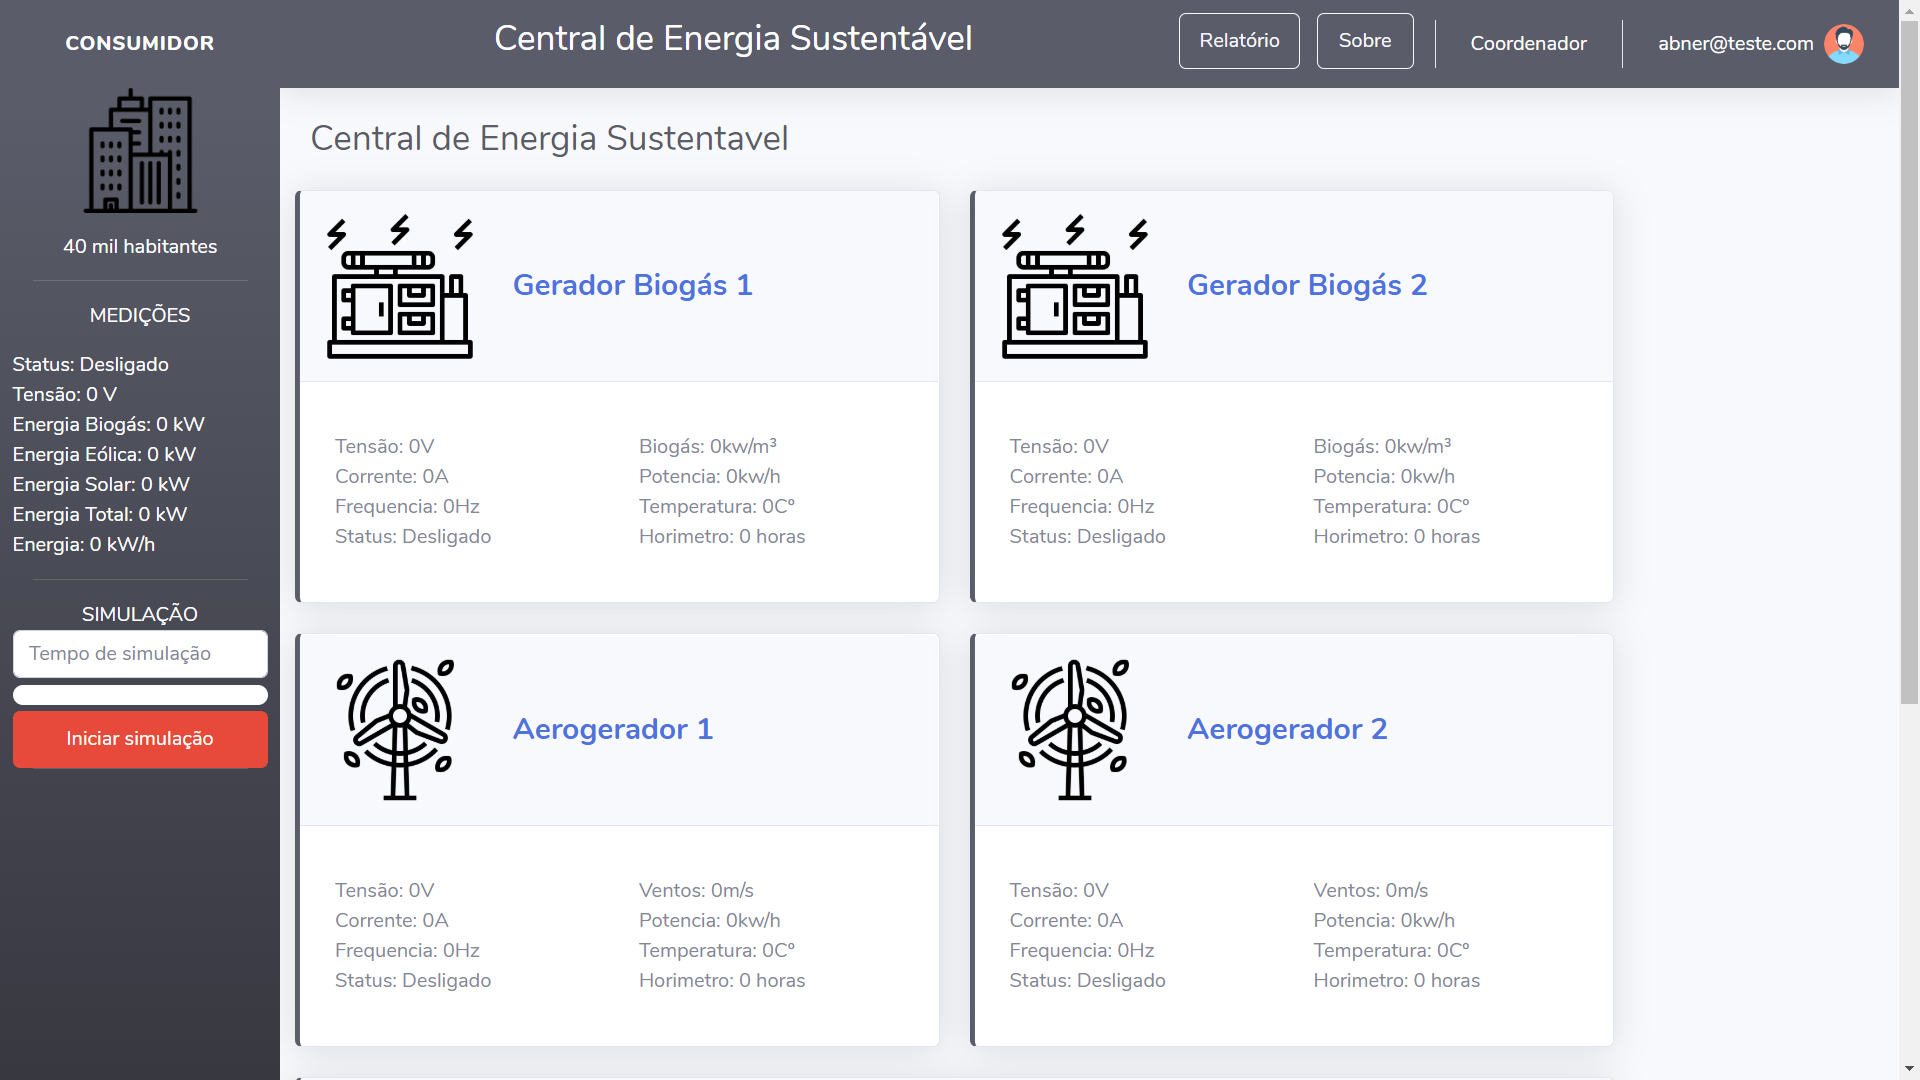 CONSUMIDOR
40 mil habitantes
MEDIÇÕES
Status: Desligado
Tensão: 0 V
Energia Biogás: 0 kW
Energia Eólica: 0 kW
Energia Solar: 0 kW
Energia Total: 0 kW
Energia: 0 kW/h
SIMULAÇÃO
Tempo de simulação
Iniciar simulação
Central de Energia Sustentável
Relatório
Sobre
Coordenador
abner@teste.com
Central de Energia Sustentavel
Gerador Biogás 1
Tensão: 0V
Corrente: 0A
Frequencia: 0Hz
Status: Desligado
Biogás: 0kw/m³
Potencia: 0kw/h
Temperatura: 0Cº
Horimetro: 0 horas
Gerador Biogás 2
Tensão: 0V
Corrente: 0A
Frequencia: 0Hz
Status: Desligado
Biogás: 0kw/m³
Potencia: 0kw/h
Temperatura: 0Cº
Horimetro: 0 horas
Aerogerador 1
Tensão: 0V
Corrente: 0A
Frequencia: 0Hz
Status: Desligado
Ventos: 0m/s
Potencia: 0kw/h
Temperatura: 0Cº
Horimetro: 0 horas
Aerogerador 2
Tensão: 0V
Corrente: 0A
Frequencia: 0Hz
Status: Desligado
Ventos: 0m/s
Potencia: 0kw/h
Temperatura: 0Cº
Horimetro: 0 horas